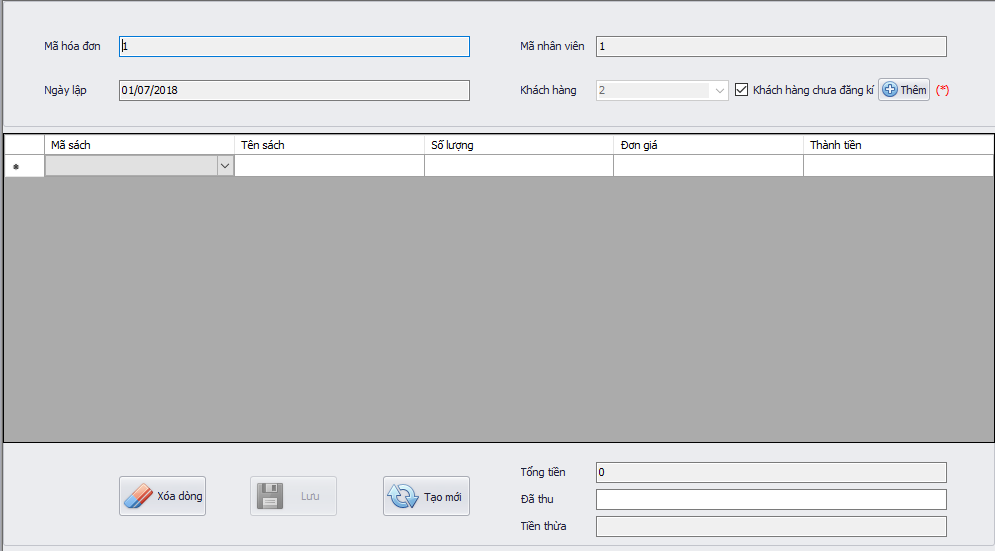 Mã hóa đơn 1 Mã nhân viên 1
Ngày lập 01/07/2018 Khách hàng 2 Khách hàng chưa đăng kí Thêm (*)
Mã sách Tên sách Số lượng Đơn giá Thành tiền
Tổng tiền 0
Xóa dòng Lưu Tạo mới
Đã thu
Tiền thừa